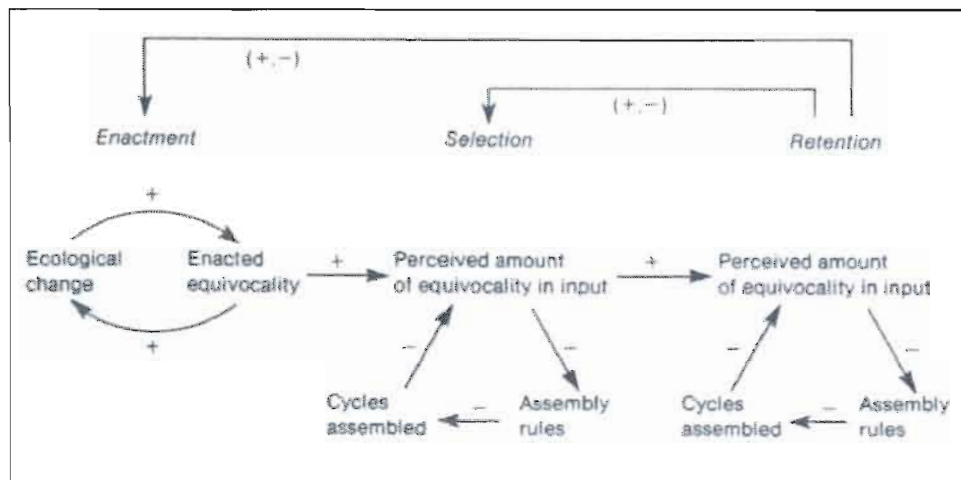 (+,-)
(+,-)
Enactment Selection Retention
+
Ecological change
Enacted equivocality
+
+
Perceived amount of equivocality in input
+
Perceived amount of equivocality in input
-
-
Cycles assembled
-
Assembly rules
-
-
Cycles assembled
-
Assembly rules